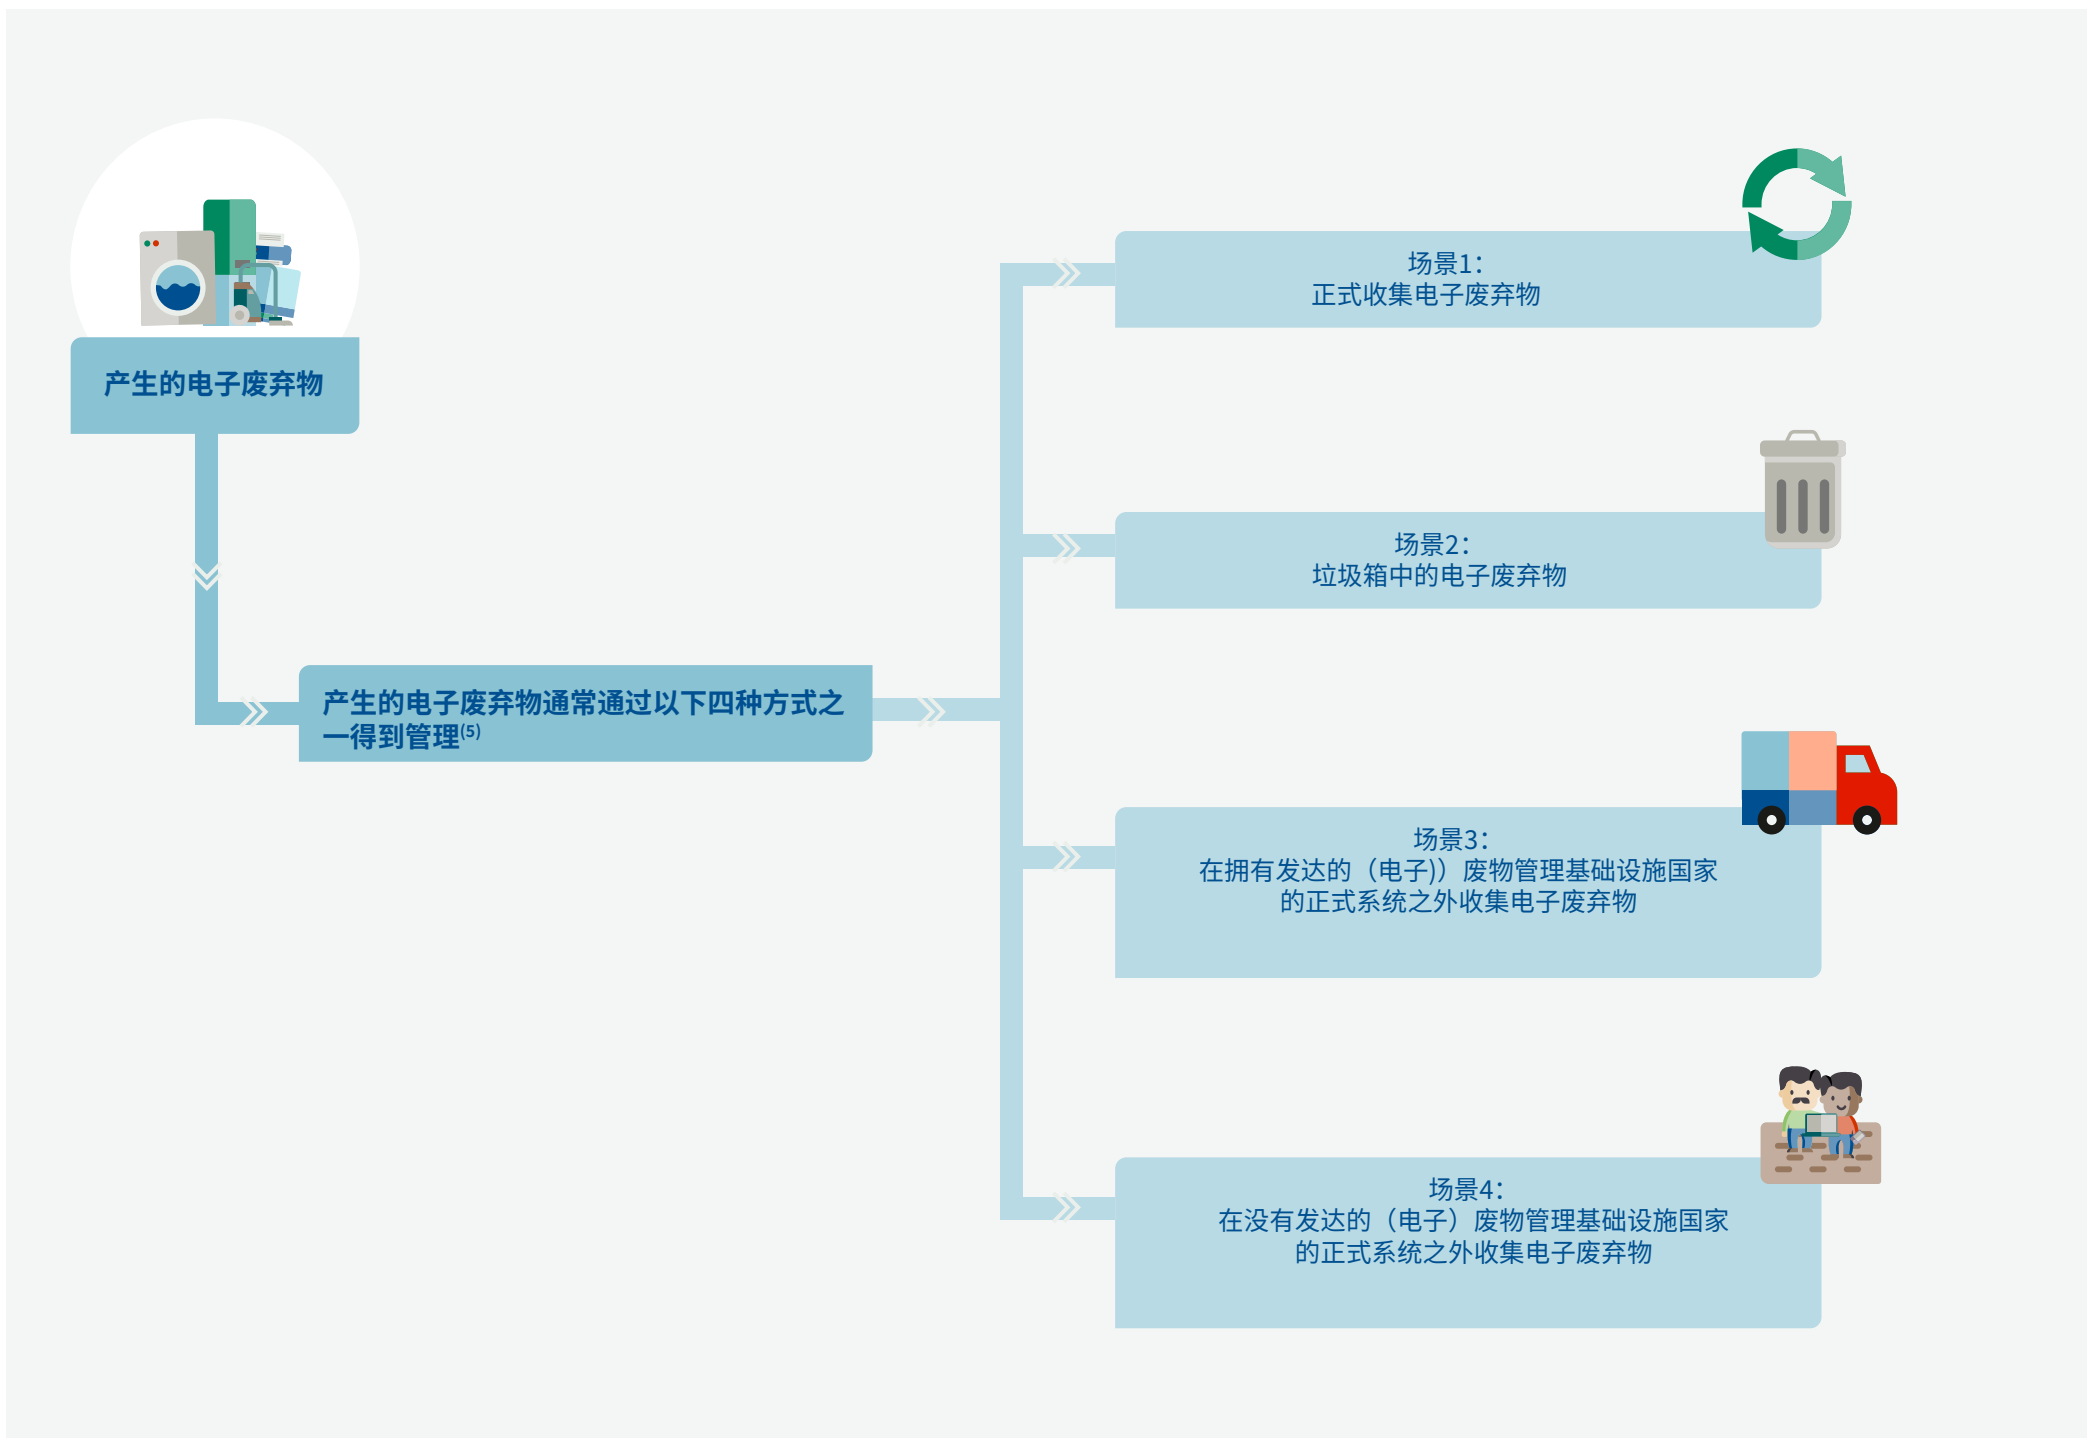 产生的电子废弃物
产生的电子废弃物通常通过以下四种方式之
一得到管理(5)
场景1：
正式收集电子废弃物
场景2：
垃圾箱中的电子废弃物
场景3：
在拥有发达的（电子)）废物管理基础设施国家
的正式系统之外收集电子废弃物
场景4：
在没有发达的（电子）废物管理基础设施国家
的正式系统之外收集电子废弃物